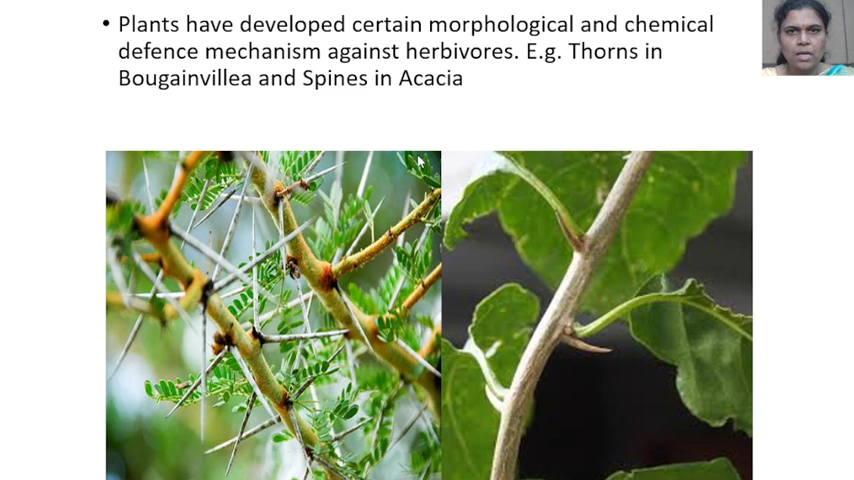 • Plants have developed certain morphological and chemical
defence mechanism against herbivores. E.g. Thorns in
Bougainvillea and Spines in Acacia